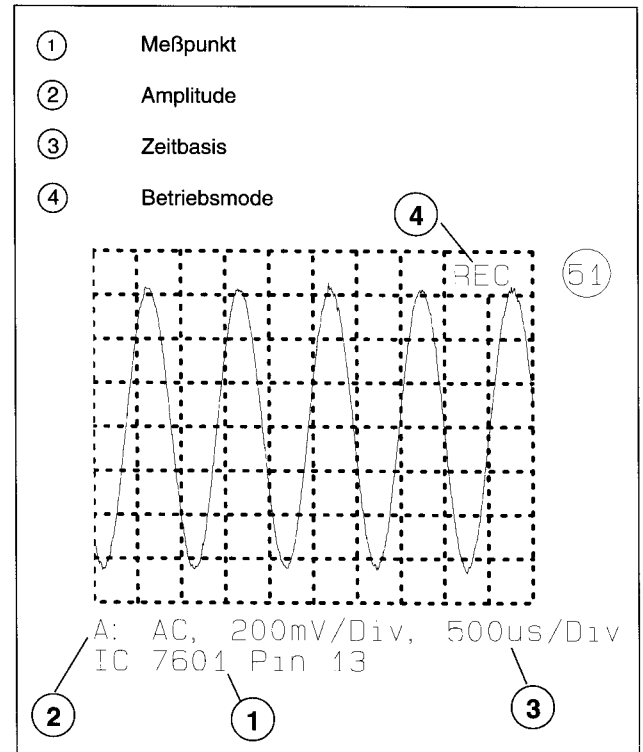 1 Meßpunkt
2 Amplitude
3 Zeitbasis
4 Betriebsmode
4
REC 51
A: AC, 200mV/Div, 500us/Div
IC 7601 Pin 13
2 1 3